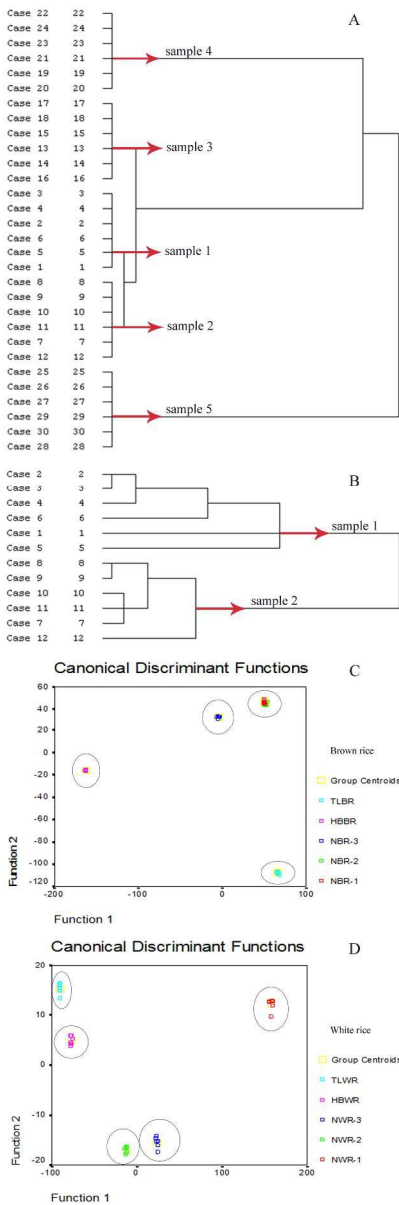 A
Case 22 22
Case 24 24
Case 23 23
Case 21 21 sample 4
Case 19 19
Case 20 20
Case 17 17
Case 18 18
Case 15 15
Case 13 13 sample 3
Case 14 14
Case 16 16
Case 3 3
Case 4 4
Case 2 2
Case 6 6
Case 5 5 sample 1
Case 1 1
Case 8 8
Case 9 9
Case 10 10
Case 11 11 sample 2
Case 7 7
Case 12 12
Case 25 25
Case 26 26
Case 27 27
Case 29 29 sample 5
Case 30 30
Case 28 28
B
Case 2 2
Case 3 3
Case 4 4
Case 6 6
Case 1 1 sample 1
Case 5 5
Case 8 8
Case 9 9
Case 10 10
Case 11 11 sample 2
Case 7 7
Case 12 12
Canonical Discriminant Functions C
60
40
20
0
-20
-40
-60
-80
-100
-120
-200 -100 0 100
Function 2
Function 1
Brown rice
Group Centroids
TLBR
HBBR
NBR-3
NBR-2
NBR-1
Canonical Discriminant Functions D
20
10
0
-10
-20
-100 0 100 200
Function 2
Function 1
White rice
Group Centroids
TLWR
HBWR
NWR-3
NWR-2
NWR-1